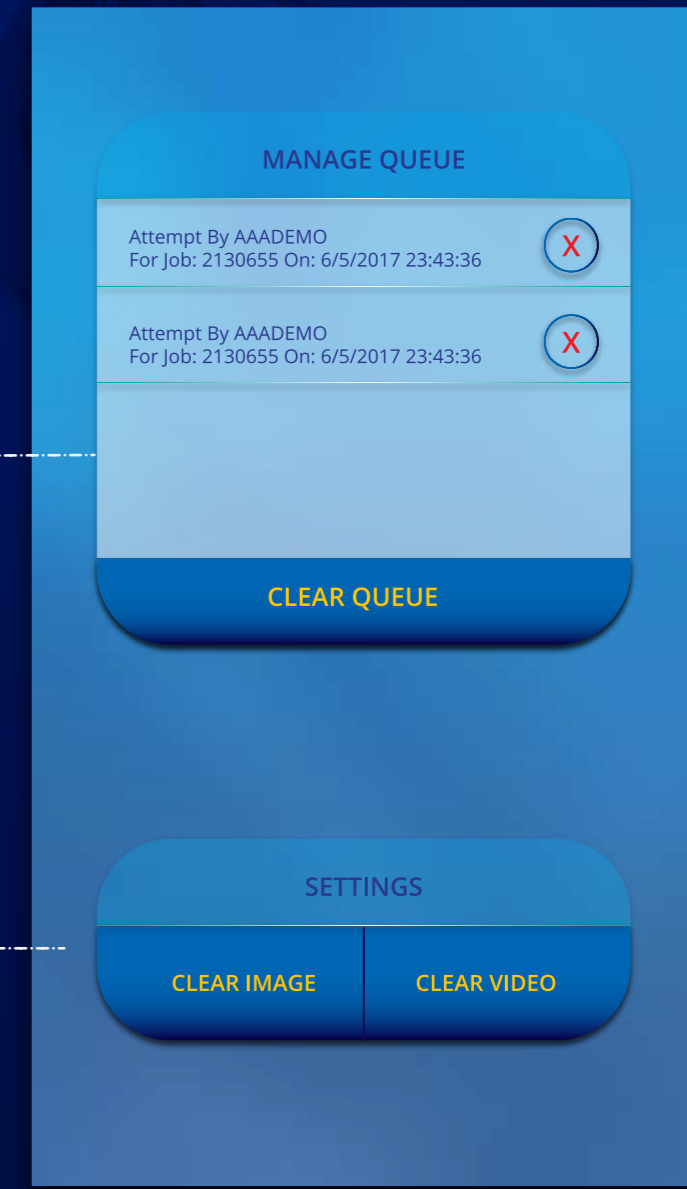 MANAGE QUEUE
Attempt By AAADEMO
For Job: 2130655 On: 6/5/2017 23:43:36
X
Attempt By AAADEMO
For Job: 2130655 On: 6/5/2017 23:43:36
X
CLEAR QUEUE
SETTINGS
CLEAR IMAGE
CLEAR VIDEO